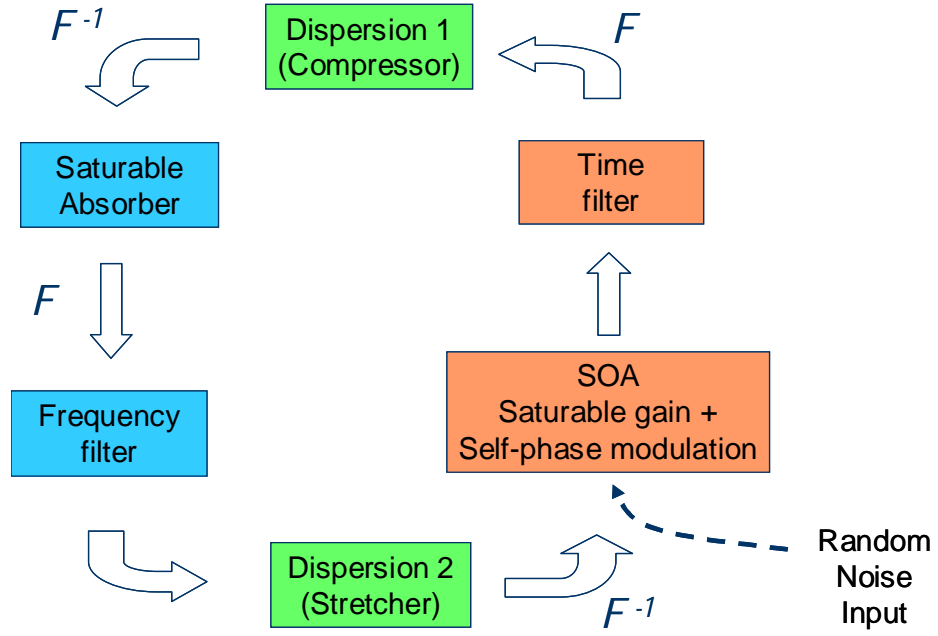 F -1
Dispersion 1
(Compressor)
F
Saturable
Absorber
Time
filter
F
SOA
Saturable gain +
Self-phase modulation
Frequency
filter
Dispersion 2
(Stretcher)
F -1
Random
Noise
Input